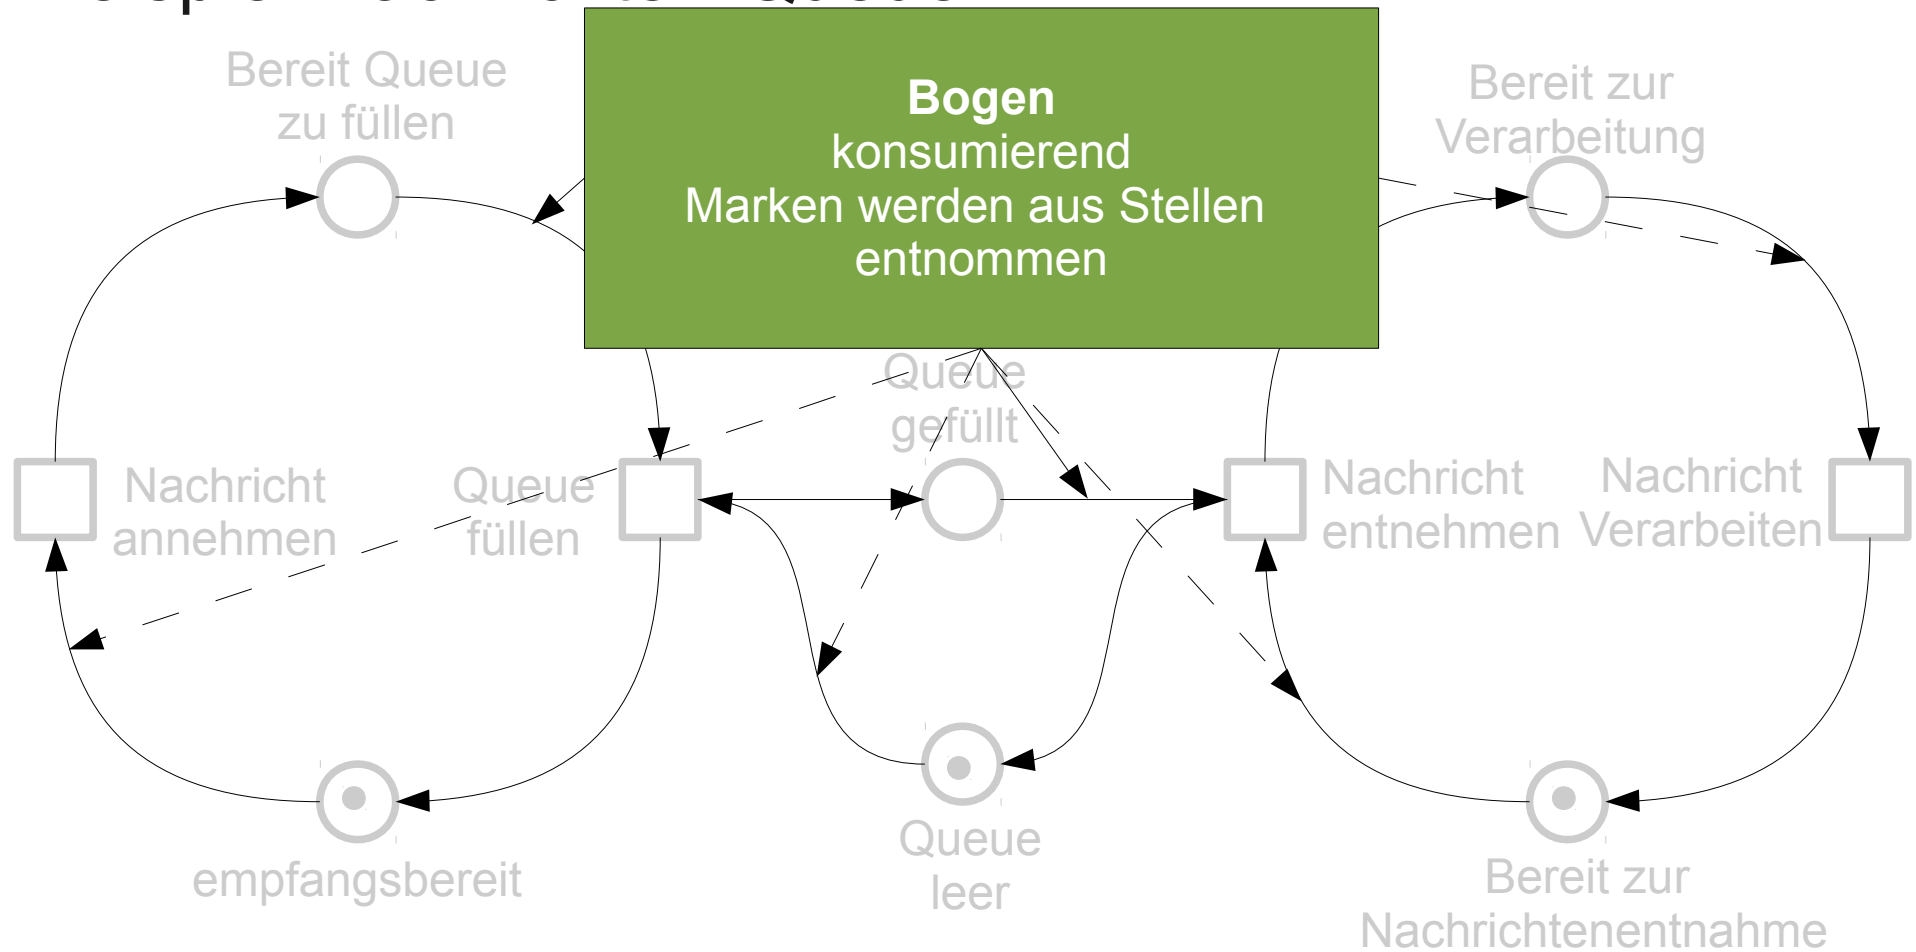 Bereit Queue
zu füllen
Bogen
konsumierend
Marken werden aus Stellen
entnommen
Bereit zur
Verarbeitung
Queue
gefüllt
Nachricht
annehmen
Queue
füllen
Nachricht
entnehmen
Nachricht
Verarbeiten
empfangsbereit
Queue
leer
Bereit zur
Nachrichtenentnahme